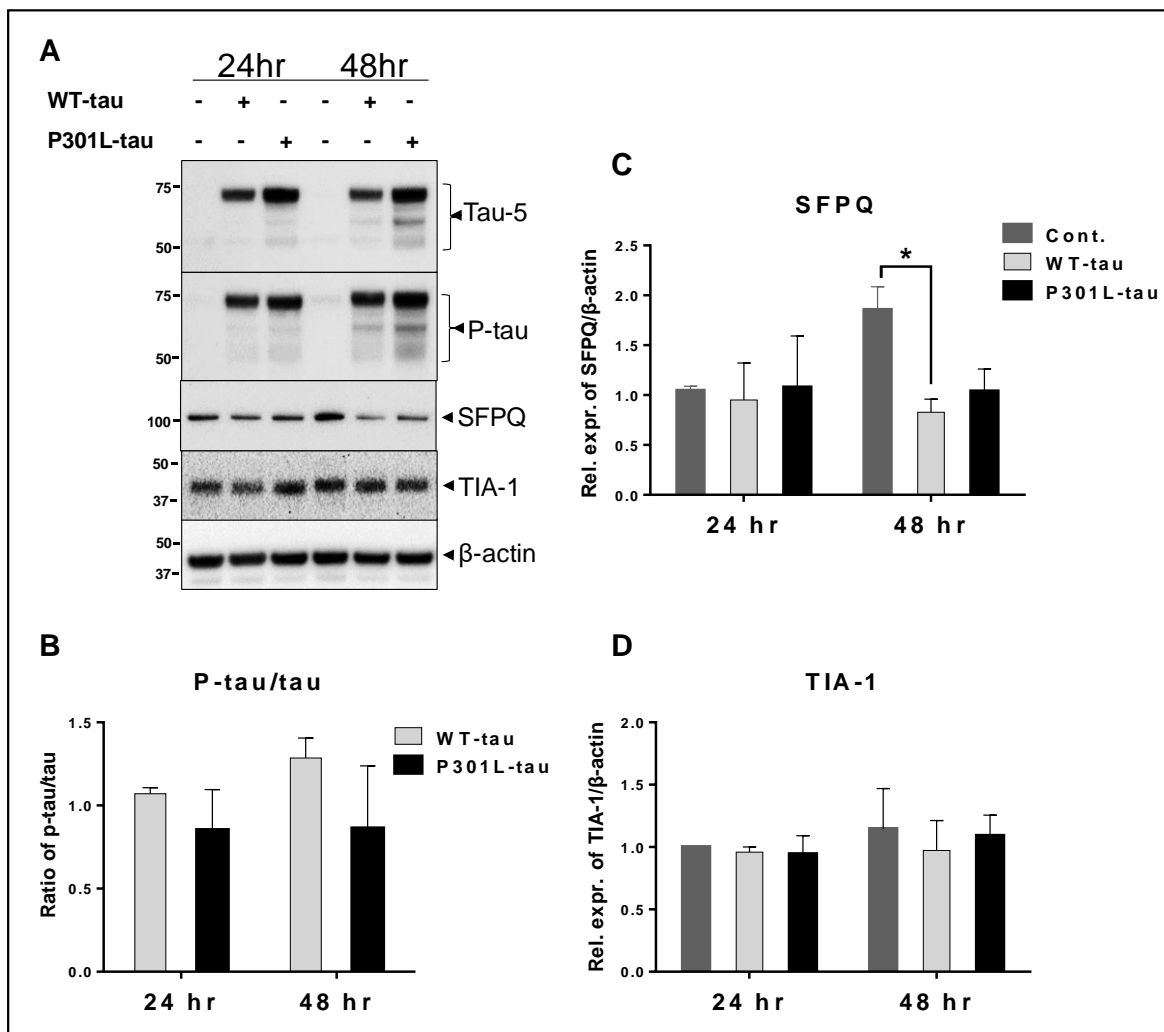 A
24hr 48hr
WT-tau - + - - + -
P301L-tau - - + - - +
75
50
Tau-5
75
50
P-tau
100
SFPQ
50
37
TIA-1
50
37
β-actin
B
P-tau/tau
Ratio of p-tau/tau
1.5
1.0
0.5
0.0
24 hr 48 hr
WT-tau
P301L-tau
C
SFPQ
Rel. expr. of SFPQ/β-actin
2.5
2.0
1.5
1.0
0.5
0.0
*
24 hr 48 hr
Cont.
WT-tau
P301L-tau
D
TIA-1
Rel. expr. of TIA-1/β-actin
2.0
1.5
1.0
0.5
0.0
24 hr 48 hr